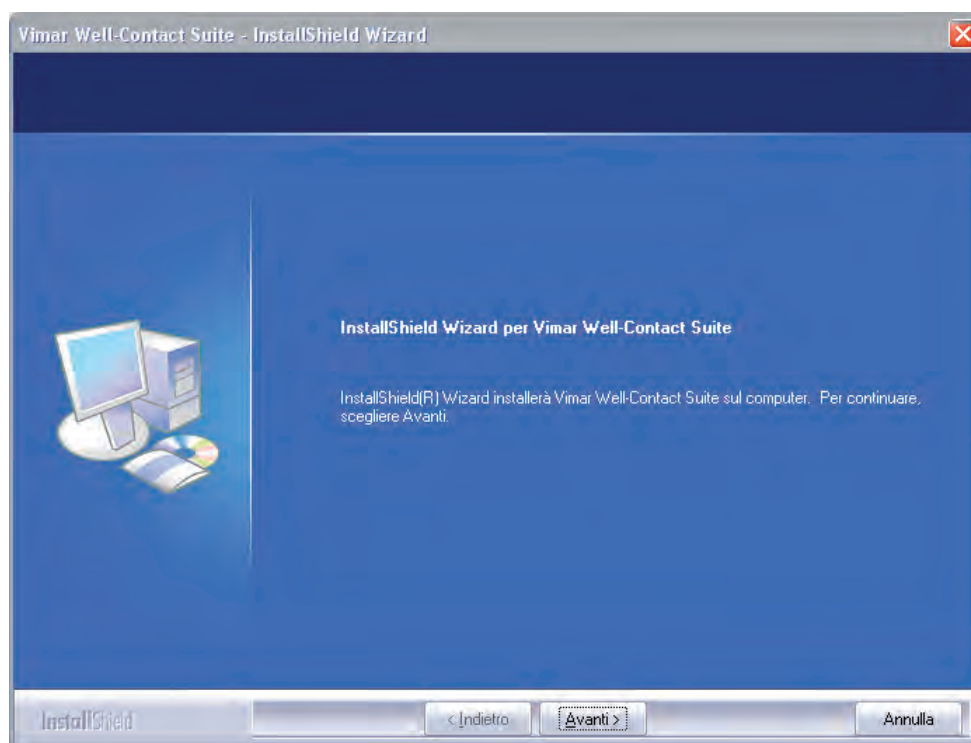 Vimar Well-Contact Suite - InstallShield Wizard
InstallShield Wizard per Vimar Well-Contact Suite
InstallShield(R) Wizard installerà Vimar Well-Contact Suite sul computer. Per continuare,
scegliere Avanti.
InstallShield
< Indietro
Avanti >
Annulla